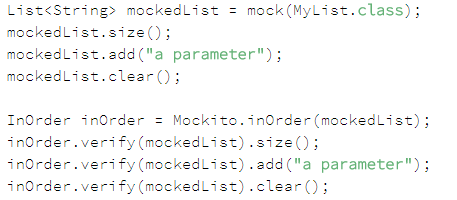 List<String> mockedList = mock(MyList.class);
mockedList.size();
mockedList.add("a parameter");
mockedList.clear();

InOrder inOrder = Mockito.inOrder(mockedList);
inOrder.verify(mockedList).size();
inOrder.verify(mockedList).add("a parameter");
inOrder.verify(mockedList).clear();